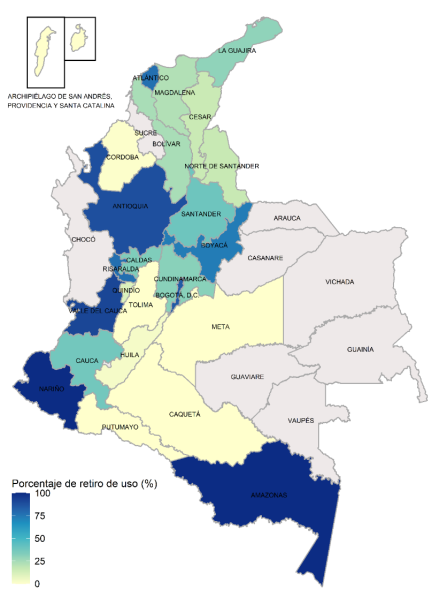 LA GUAJIRA
ATLÁNTICO
MAGDALENA
ARCHIPIÉLAGO DE SAN ANDRÉS,
PROVIDENCIA Y SANTA CATALINA
CESAR
SUCRE
BOLÍVAR
CÓRDOBA
NORTE DE SANTANDER
ANTIOQUIA
SANTANDER
ARAUCA
CHOCÓ
BOYACÁ
CASANARE
CALDAS
RISARALDA
CUNDINAMARCA
VICHADA
QUINDÍO
BOGOTÁ, D.C.
TOLIMA
VALLE DEL CAUCA
META
GUAINÍA
HUILA
CAUCA
GUAVIARE
NARIÑO
CAQUETÁ
VAUPÉS
PUTUMAYO
Porcentaje de retiro de uso (%)
100
75
50
25
0
AMAZONAS